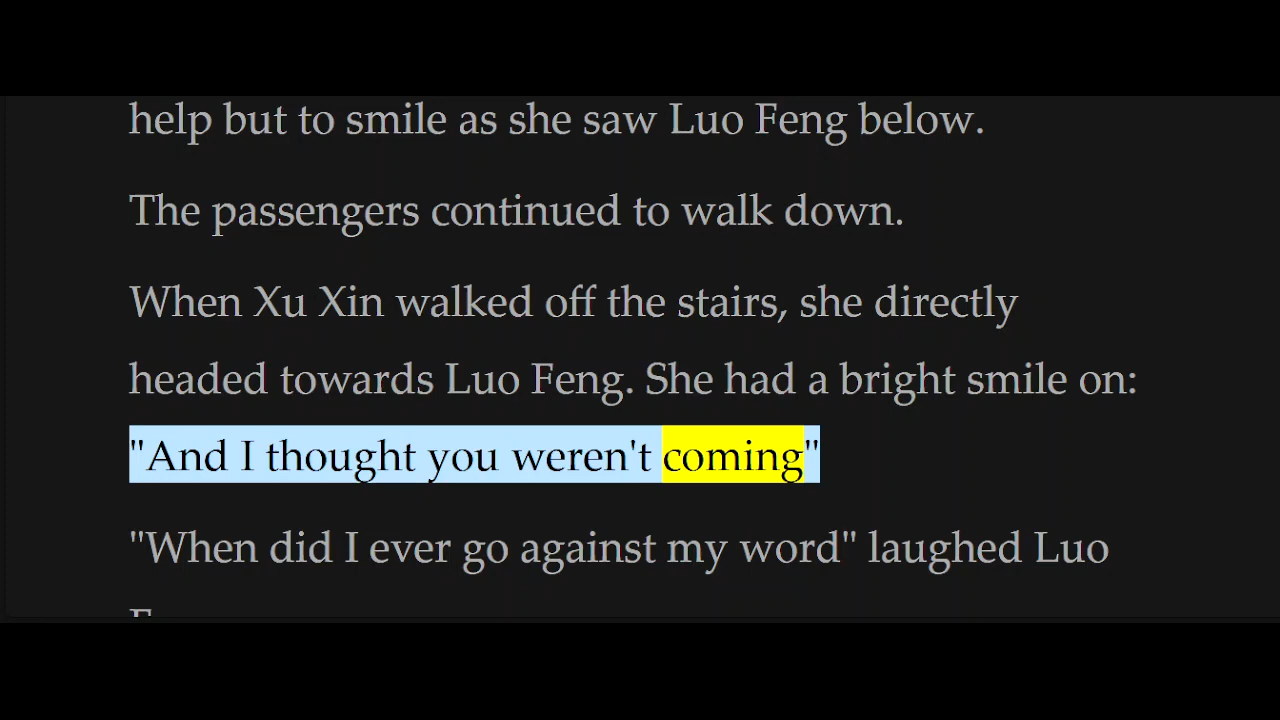 help but to smile as she saw Luo Feng below.
The passengers continued to walk down.
When Xu Xin walked off the stairs, she directly
headed towards Luo Feng. She had a bright smile on:
"And I thought you weren't coming"
"When did I ever go against my word" laughed Luo